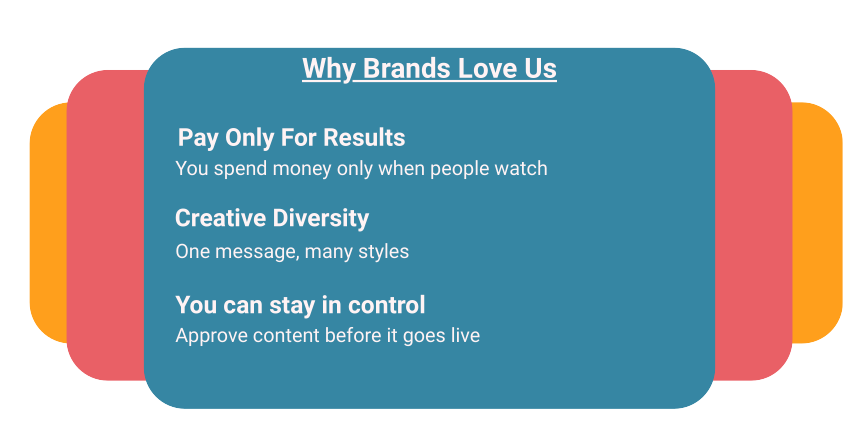 Why Brands Love Us
Pay Only For Results
You spend money only when people watch
Creative Diversity
One message, many styles
You can stay in control
Approve content before it goes live